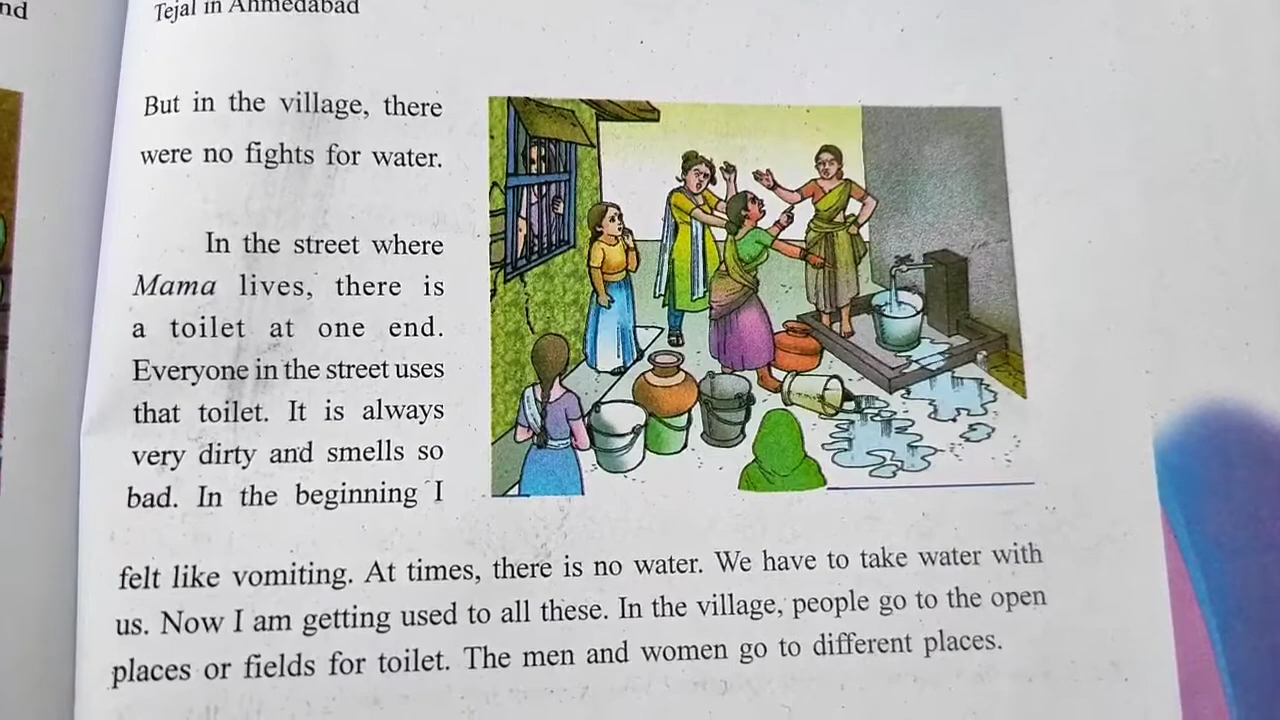 nd
Tejal in Ahmedabad
But in the village, there
were no fights for water.
In the street where
Mama lives, there is
a toilet at one end.
Everyone in the street uses
that toilet. It is always
very dirty and smells so
bad. In the beginning I
felt like vomiting. At times, there is no water. We have to take water with
us. Now I am getting used to all these. In the village, people go to the open
places or fields for toilet. The men and women go to different places.